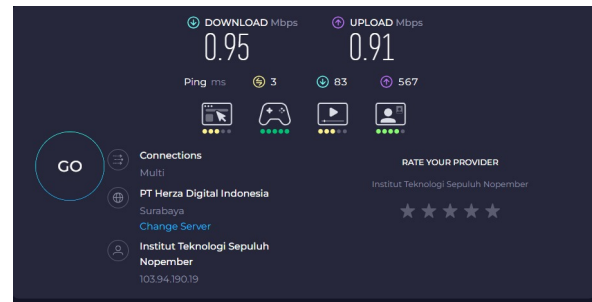 DOWNLOAD Mbps
0.95
UPLOAD Mbps
0.91
Ping ms 3 83 567
GO
Connections
Multi
PT Herza Digital Indonesia
Surabaya
Change Server
Institut Teknologi Sepuluh
Nopember
103.94.190.19
RATE YOUR PROVIDER
Institut Teknologi Sepuluh Nopember